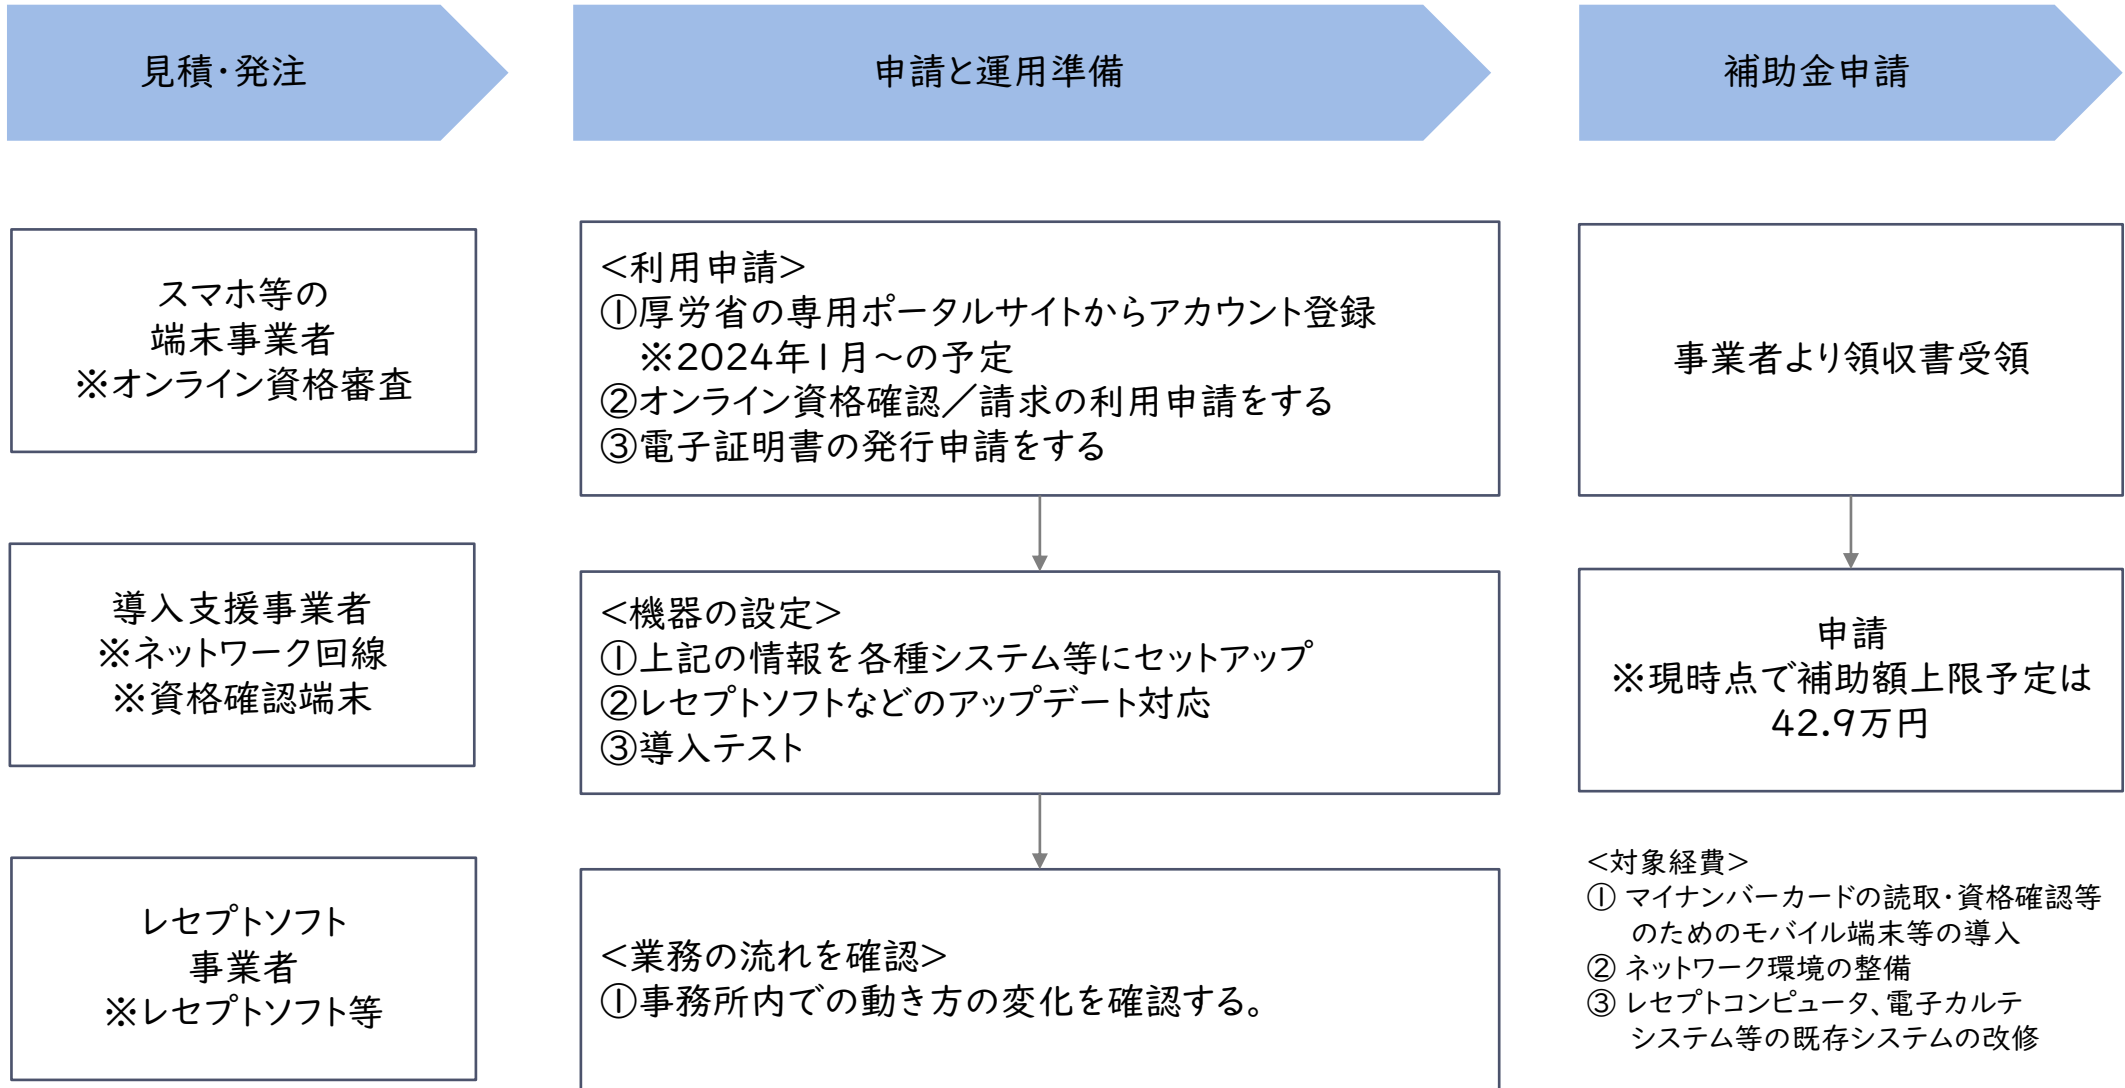 見積・発注
申請と運用準備
補助金申請
スマホ等の
端末事業者
※オンライン資格審査
導入支援事業者
※ネットワーク回線
※資格確認端末
レセプトソフト
事業者
※レセプトソフト等
<利用申請>
①厚労省の専用ポータルサイトからアカウント登録
※2024年1月～の予定
②オンライン資格確認／請求の利用申請をする
③電子証明書の発行申請をする
<機器の設定>
①上記の情報を各種システム等にセットアップ
②レセプトソフトなどのアップデート対応
③導入テスト
<業務の流れを確認>
①事務所内での動き方の変化を確認する。
事業者より領収書受領
申請
※現時点で補助額上限予定は
42.9万円
<対象経費>
① マイナンバーカードの読取・資格確認等
のためのモバイル端末等の導入
② ネットワーク環境の整備
③ レセプトコンピュータ、電子カルテ
システム等の既存システムの改修